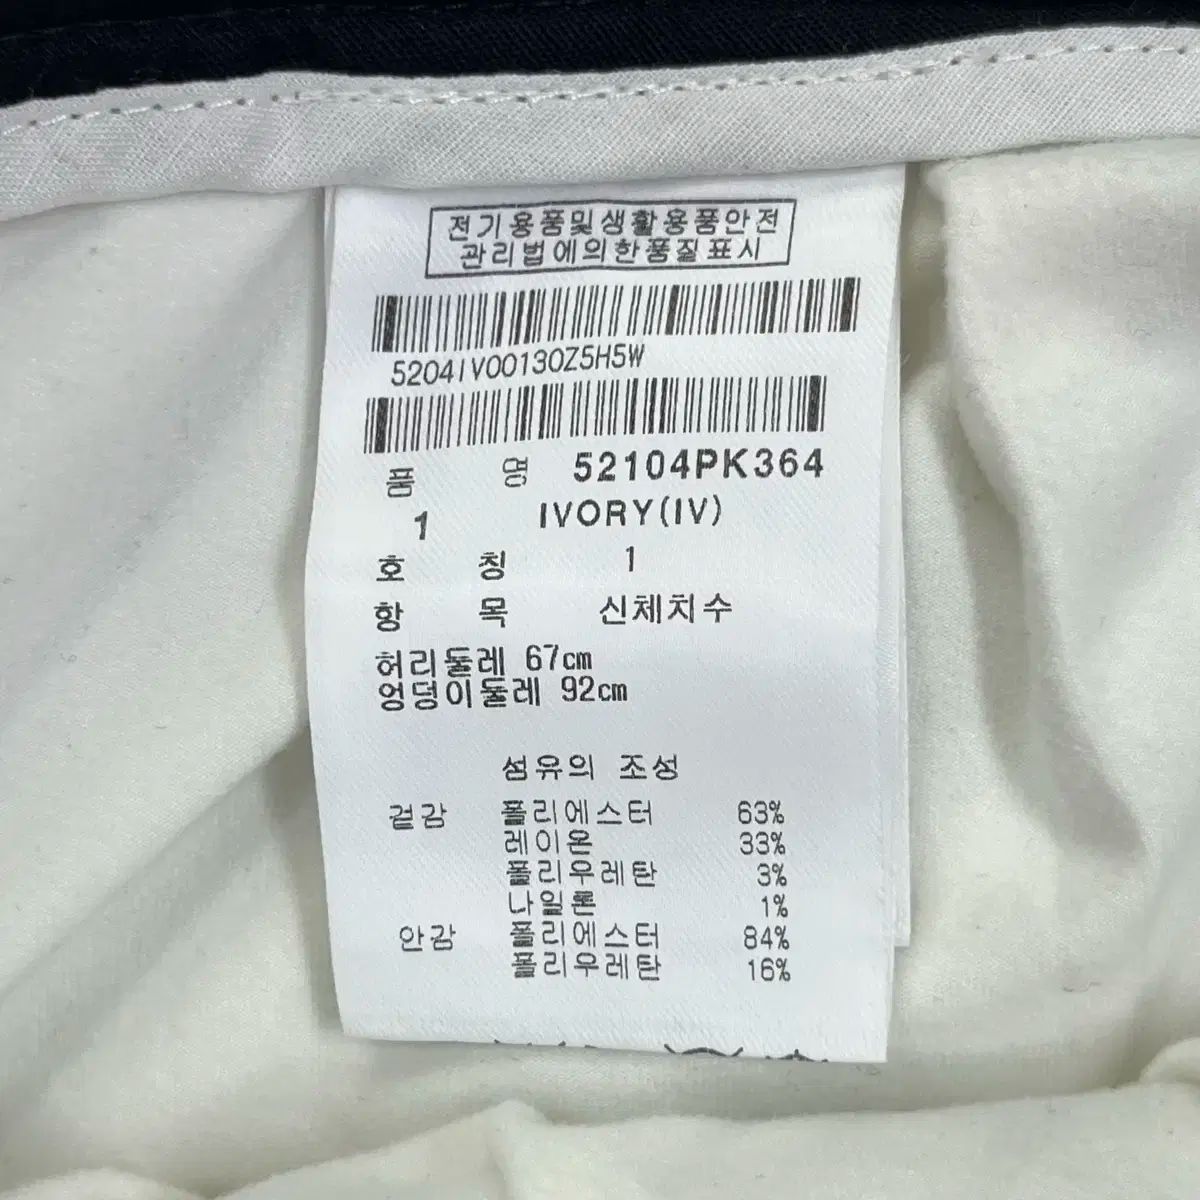 전기용품및생활용품안전
관리법에의한품질표시
5204IV00130Z5H5W
품 명 52104PK364
1 IVORY(IV)
호 칭 1
항 목 신체치수
허리둘레 67cm
엉덩이둘레 92cm
섬유의 조성
겉감 폴리에스터 63%
레이온 33%
폴리우레탄 3%
나일론 1%
안감 폴리에스터 84%
폴리우레탄 16%